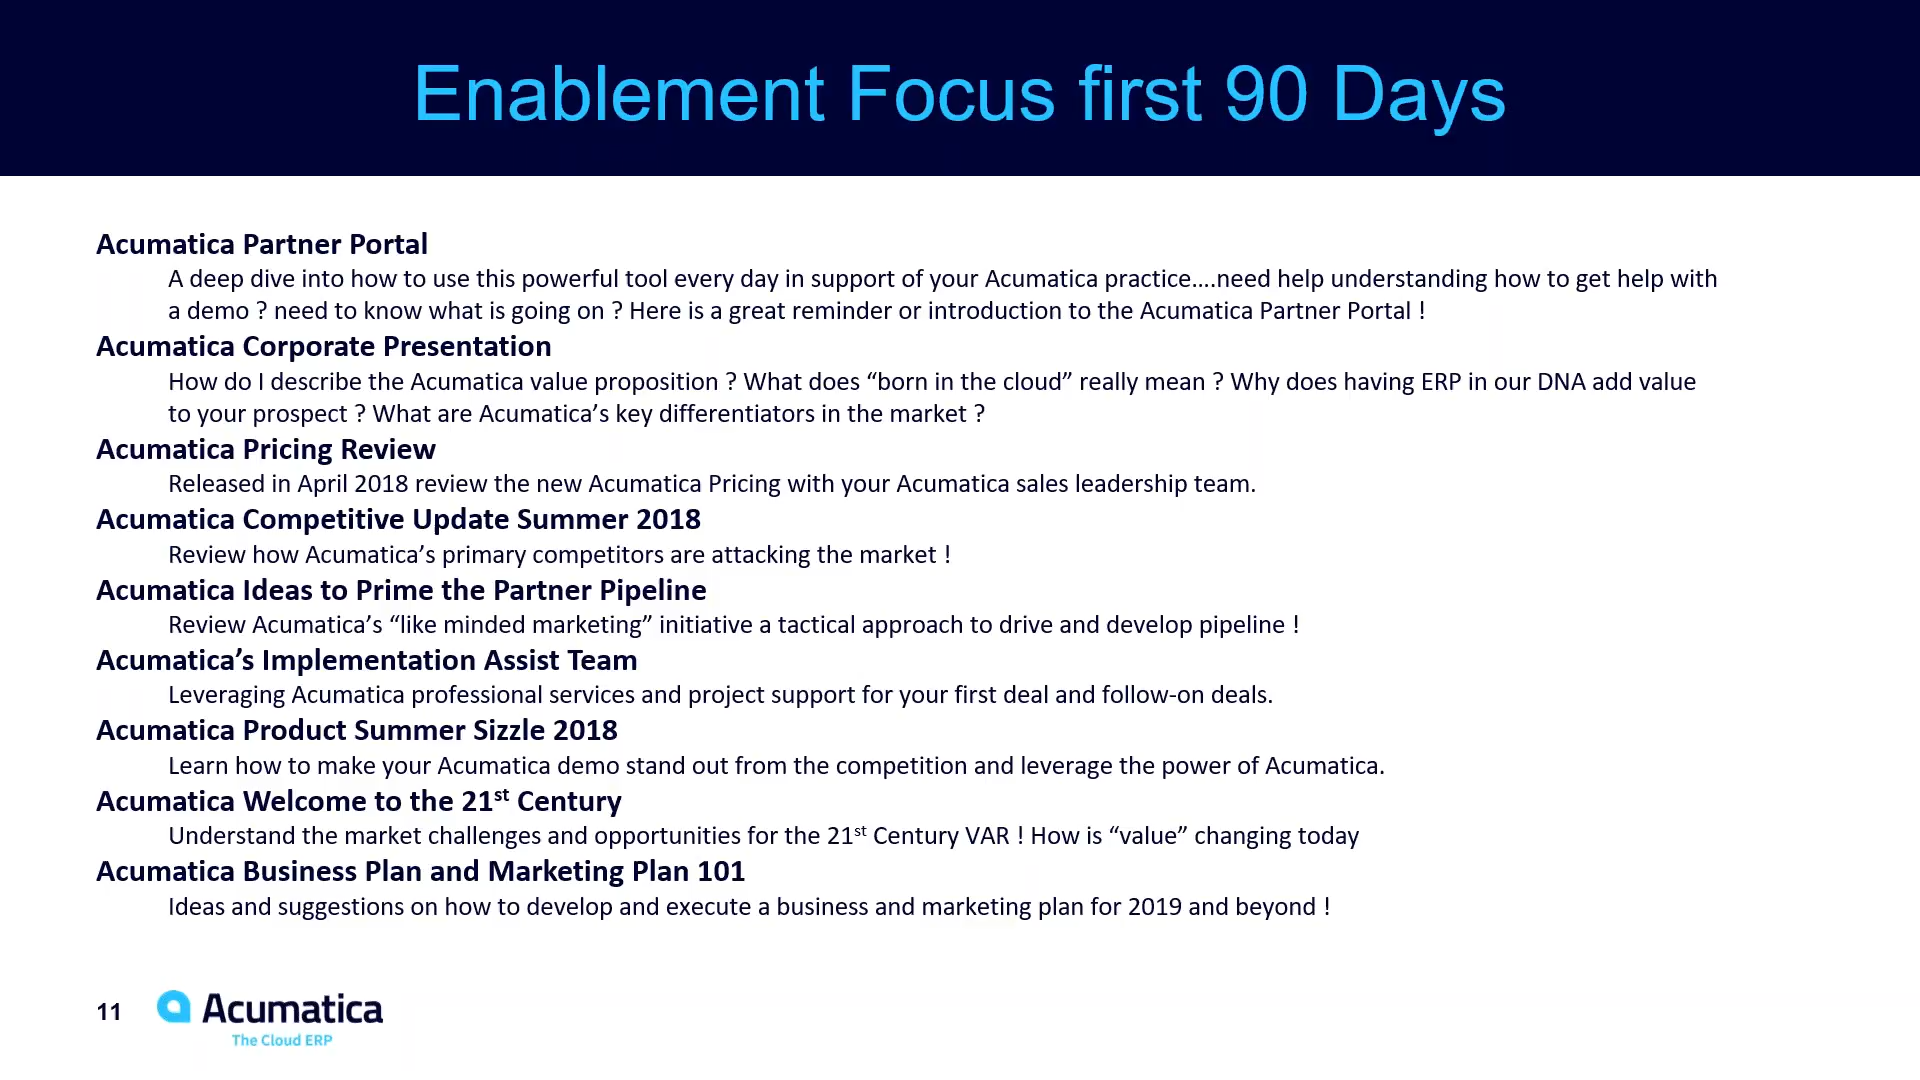 Enablement Focus first 90 Days
Acumatica Partner Portal
A deep dive into how to use this powerful tool every day in support of your Acumatica practice....need help understanding how to get help with
a demo ? need to know what is going on ? Here is a great reminder or introduction to the Acumatica Partner Portal !
Acumatica Corporate Presentation
How do I describe the Acumatica value proposition ? What does “born in the cloud” really mean ? Why does having ERP in our DNA add value
to your prospect ? What are Acumatica’s key differentiators in the market ?
Acumatica Pricing Review
Released in April 2018 review the new Acumatica Pricing with your Acumatica sales leadership team.
Acumatica Competitive Update Summer 2018
Review how Acumatica’s primary competitors are attacking the market !
Acumatica Ideas to Prime the Partner Pipeline
Review Acumatica’s “like minded marketing” initiative a tactical approach to drive and develop pipeline !
Acumatica’s Implementation Assist Team
Leveraging Acumatica professional services and project support for your first deal and follow-on deals.
Acumatica Product Summer Sizzle 2018
Learn how to make your Acumatica demo stand out from the competition and leverage the power of Acumatica.
Acumatica Welcome to the 21st Century
Understand the market challenges and opportunities for the 21st Century VAR ! How is “value” changing today
Acumatica Business Plan and Marketing Plan 101
Ideas and suggestions on how to develop and execute a business and marketing plan for 2019 and beyond !
11
Acumatica
The Cloud ERP